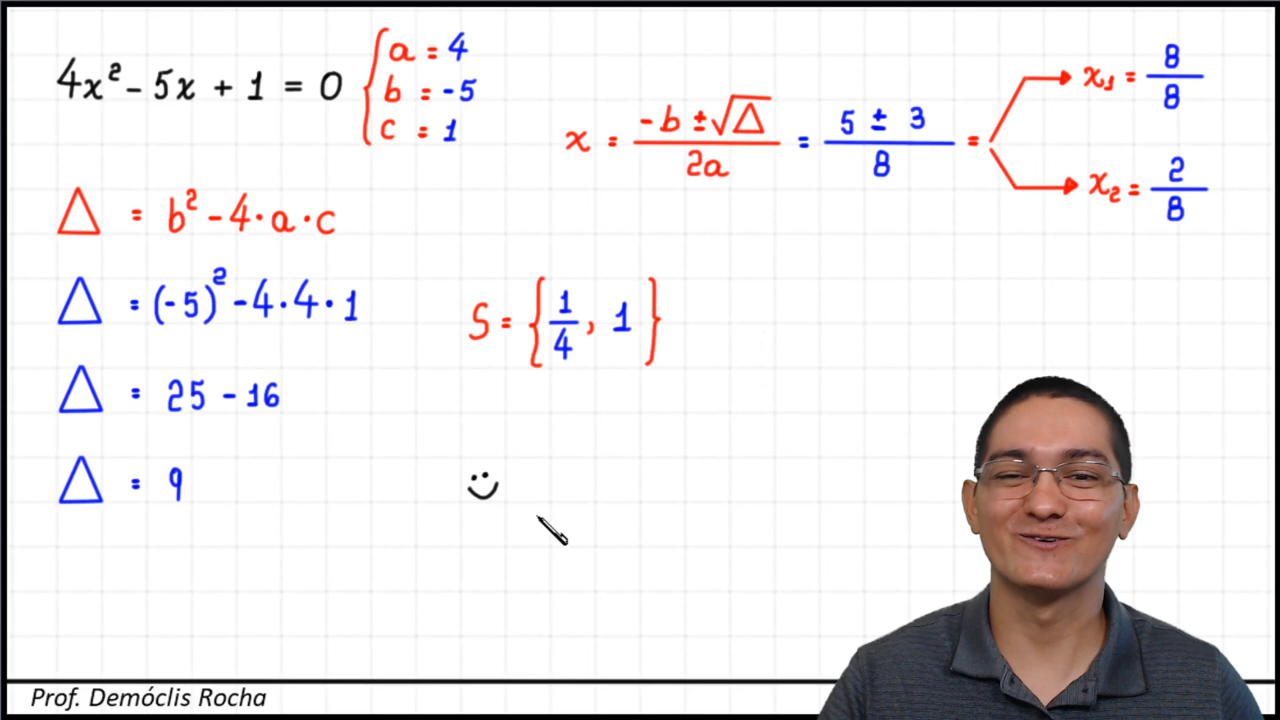 4x² - 5x + 1 = 0
a = 4
b = -5
c = 1
Δ = b² - 4·a·c
Δ = (-5)² - 4·4·1
Δ = 25 - 16
Δ = 9
x = (-b ± √Δ)/(2a) = (5 ± 3)/8 =
x₁ = 8/8
x₂ = 2/8
S = {1/4, 1}
Prof. Demóclis Rocha